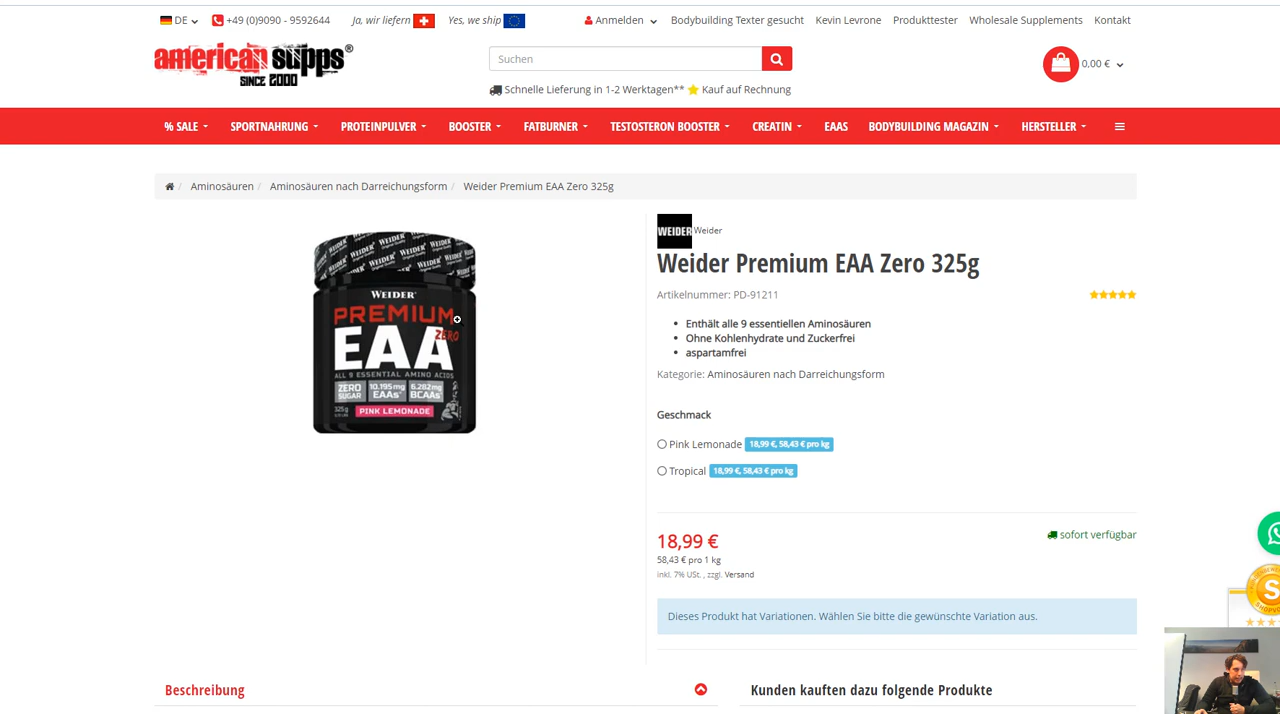 DE
+49 (0)9090 - 9592644
Ja, wir liefern
Yes, we ship
Anmelden
Bodybuilding Texter gesucht
Kevin Levrone
Produkttester
Wholesale Supplements
Kontakt
american supps®
SINCE 2000
Suchen
0,00 €
Schnelle Lieferung in 1-2 Werktagen** Kauf auf Rechnung
% SALE
SPORTNAHRUNG
PROTEINPULVER
BOOSTER
FATBURNER
TESTOSTERON BOOSTER
CREATIN
EAAS
BODYBUILDING MAGAZIN
HERSTELLER
/ Aminosäuren / Aminosäuren nach Darreichungsform / Weider Premium EAA Zero 325g
WEIDER
PREMIUM
ZERO
EAA
ALL 9 ESSENTIAL AMINO ACIDS
ZERO SUGAR
10.195mg EAAs
6.282mg BCAAs
325g
PINK LEMONADE
WEIDER
Weider
Weider Premium EAA Zero 325g
Artikelnummer: PD-91211
• Enthält alle 9 essentiellen Aminosäuren
• Ohne Kohlenhydrate und Zuckerfrei
• aspartamfrei
Kategorie: Aminosäuren nach Darreichungsform
Geschmack
Pink Lemonade 18,99 €, 58,43 € pro kg
Tropical 18,99 €, 58,43 € pro kg
18,99 €
sofort verfügbar
58,43 € pro 1 kg
inkl. 7% USt. , zzgl. Versand
Dieses Produkt hat Variationen. Wählen Sie bitte die gewünschte Variation aus.
Beschreibung
Kunden kauften dazu folgende Produkte